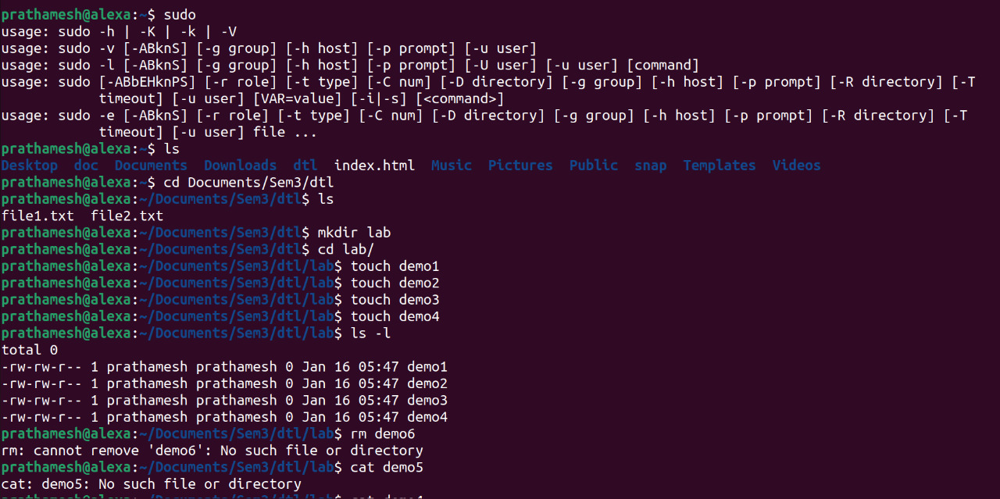 prathamesh@alexa:~$ sudo
usage: sudo -h | -K | -k | -V
usage: sudo -v [-ABknS] [-g group] [-h host] [-p prompt] [-u user]
usage: sudo -l [-ABknS] [-g group] [-h host] [-p prompt] [-U user] [-u user] [command]
usage: sudo [-ABbEHknPS] [-r role] [-t type] [-C num] [-D directory] [-g group] [-h host] [-p prompt] [-R directory] [-T
timeout] [-u user] [VAR=value] [-i|-s] [<command>]
usage: sudo -e [-ABknS] [-r role] [-t type] [-C num] [-D directory] [-g group] [-h host] [-p prompt] [-R directory] [-T
timeout] [-u user] file ...
prathamesh@alexa:~$ ls
Desktop doc Documents Downloads dtl index.html Music Pictures Public snap Templates Videos
prathamesh@alexa:~$ cd Documents/Sem3/dtl
prathamesh@alexa:~/Documents/Sem3/dtl$ ls
file1.txt file2.txt
prathamesh@alexa:~/Documents/Sem3/dtl$ mkdir lab
prathamesh@alexa:~/Documents/Sem3/dtl$ cd lab/
prathamesh@alexa:~/Documents/Sem3/dtl/lab$ touch demo1
prathamesh@alexa:~/Documents/Sem3/dtl/lab$ touch demo2
prathamesh@alexa:~/Documents/Sem3/dtl/lab$ touch demo3
prathamesh@alexa:~/Documents/Sem3/dtl/lab$ touch demo4
prathamesh@alexa:~/Documents/Sem3/dtl/lab$ ls -l
total 0
-rw-rw-r-- 1 prathamesh prathamesh 0 Jan 16 05:47 demo1
-rw-rw-r-- 1 prathamesh prathamesh 0 Jan 16 05:47 demo2
-rw-rw-r-- 1 prathamesh prathamesh 0 Jan 16 05:47 demo3
-rw-rw-r-- 1 prathamesh prathamesh 0 Jan 16 05:47 demo4
prathamesh@alexa:~/Documents/Sem3/dtl/lab$ rm demo6
rm: cannot remove 'demo6': No such file or directory
prathamesh@alexa:~/Documents/Sem3/dtl/lab$ cat demo5
cat: demo5: No such file or directory